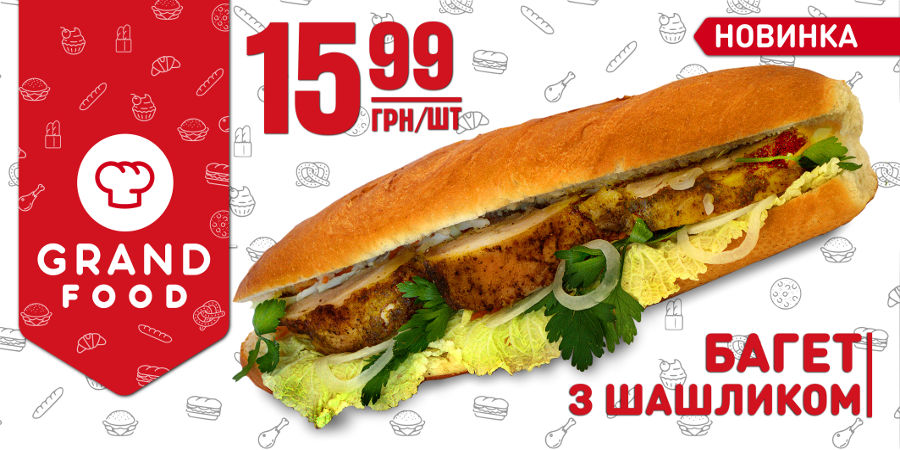 15 99
ГРН/ШТ
НОВИНКА
GRAND
FOOD
БАГЕТ
З ШАШЛИКОМ